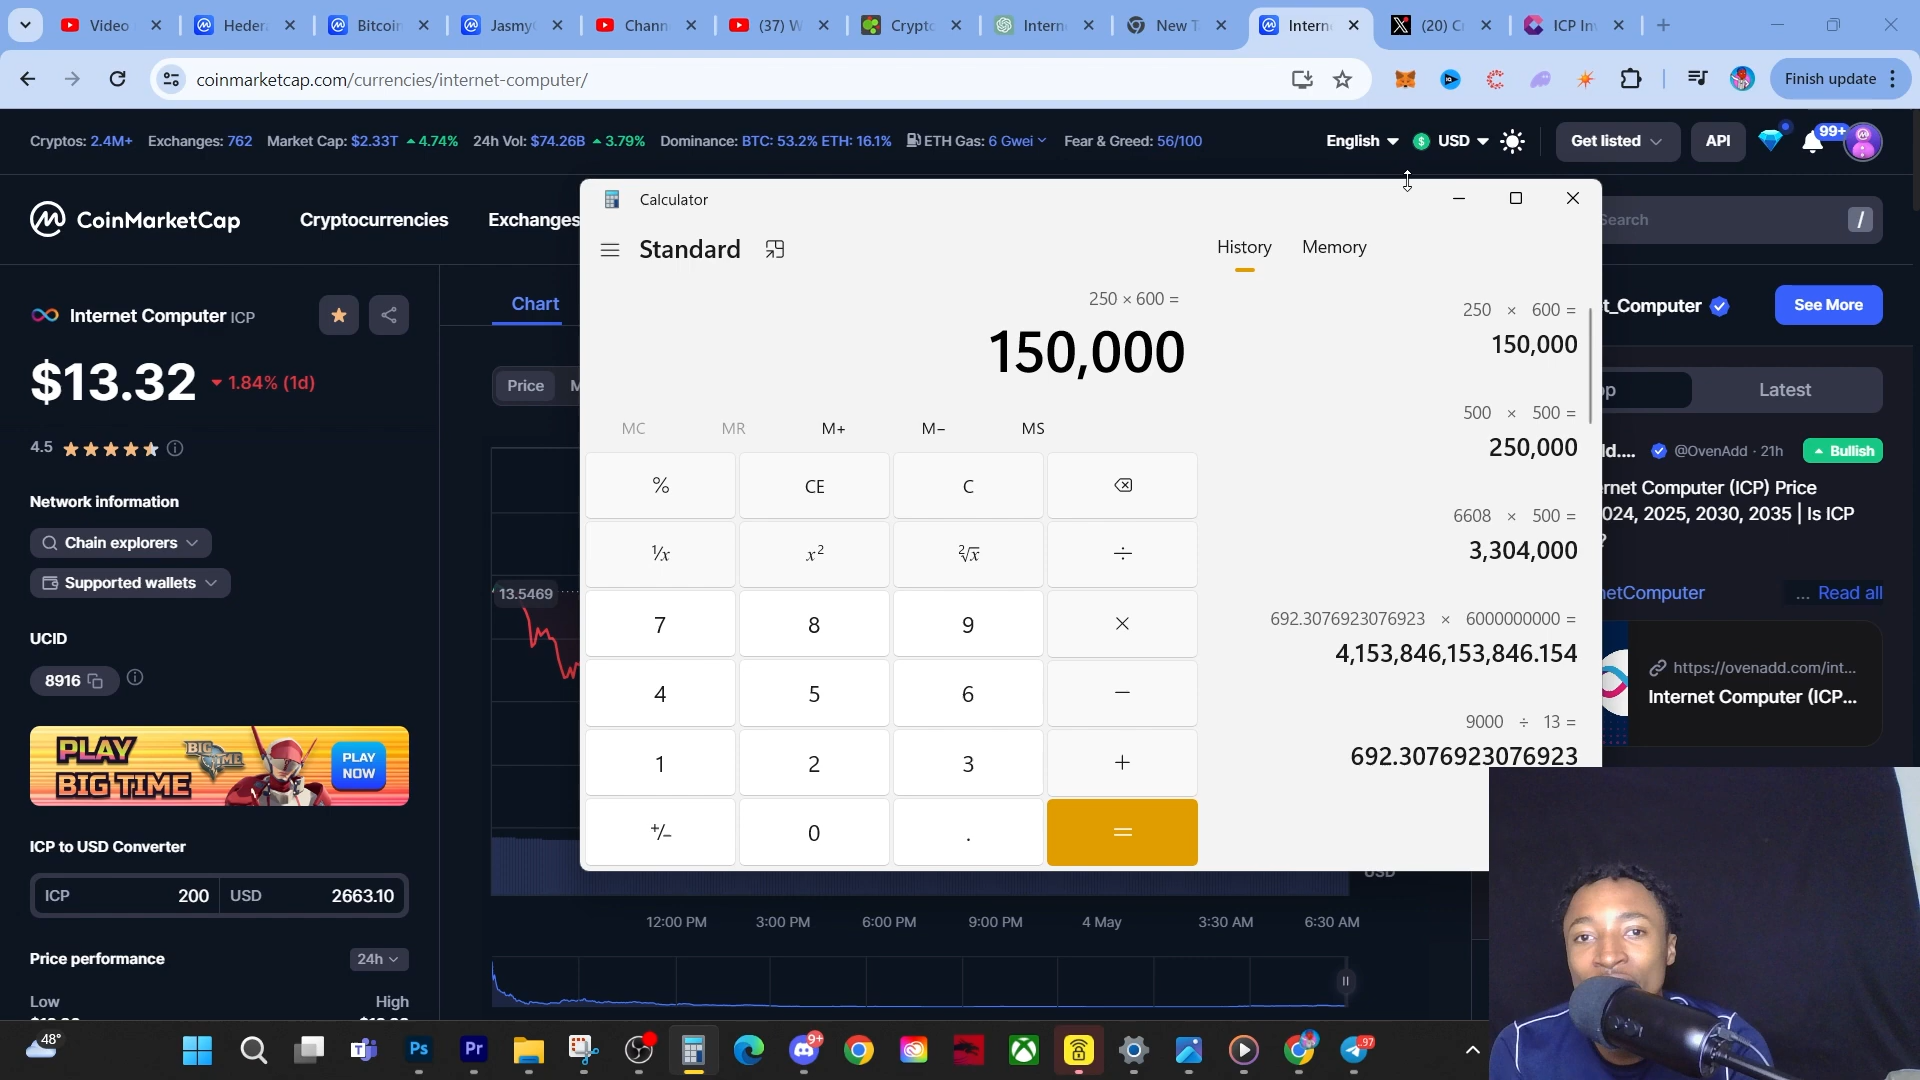 Video
Heder
Bitcoin
Jasmy
Chann
(37) W
Crypto
Intern
New T
Intern
(20) C
ICP In
coinmarketcap.com/currencies/internet-computer/
Finish update
Cryptos: 2.4M+ Exchanges: 762 Market Cap: $2.33T 4.74% 24h Vol: $74.26B 3.79% Dominance: BTC: 53.2% ETH: 16.1% ETH Gas: 6 Gwei Fear & Greed: 56/100
English USD Get listed API 99+
CoinMarketCap
Cryptocurrencies Exchanges
Search /
Calculator
Standard
History Memory
250 × 600 =
150,000
MC MR M+ M− MS
% CE C
¹/x x² ²√x ÷
7 8 9 ×
4 5 6 −
1 2 3 +
+/− 0 . =
250 × 600 =
150,000
500 × 500 =
250,000
6608 × 500 =
3,304,000
692.3076923076923 × 6000000000 =
4,153,846,153,846.154
9000 ÷ 13 =
692.3076923076923
Internet Computer ICP
$13.32 1.84% (1d)
4.5
Network information
Chain explorers
Supported wallets
UCID
8916
PLAY
BIG TIME
BIG
TIME
PLAY
NOW
ICP to USD Converter
ICP 200 USD 2663.10
Price performance 24h
Low High
Chart
Price M
13.5469
USD
12:00 PM 3:00 PM 6:00 PM 9:00 PM 4 May 3:30 AM 6:30 AM
t_Computer See More
op Latest
d.... @OvenAdd · 21h Bullish
rnet Computer (ICP) Price
024, 2025, 2030, 2035 | Is ICP
?
netComputer ... Read all
https://ovenadd.com/int...
Internet Computer (ICP...
48°
Ps
Pr
9+
97